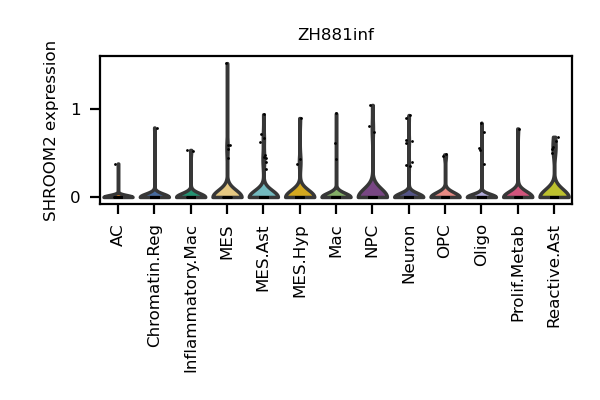 ZH881inf
SHROOM2 expression
1
0
AC
Chromatin.Reg
Inflammatory.Mac
MES
MES.Ast
MES.Hyp
Mac
NPC
Neuron
OPC
Oligo
Prolif.Metab
Reactive.Ast